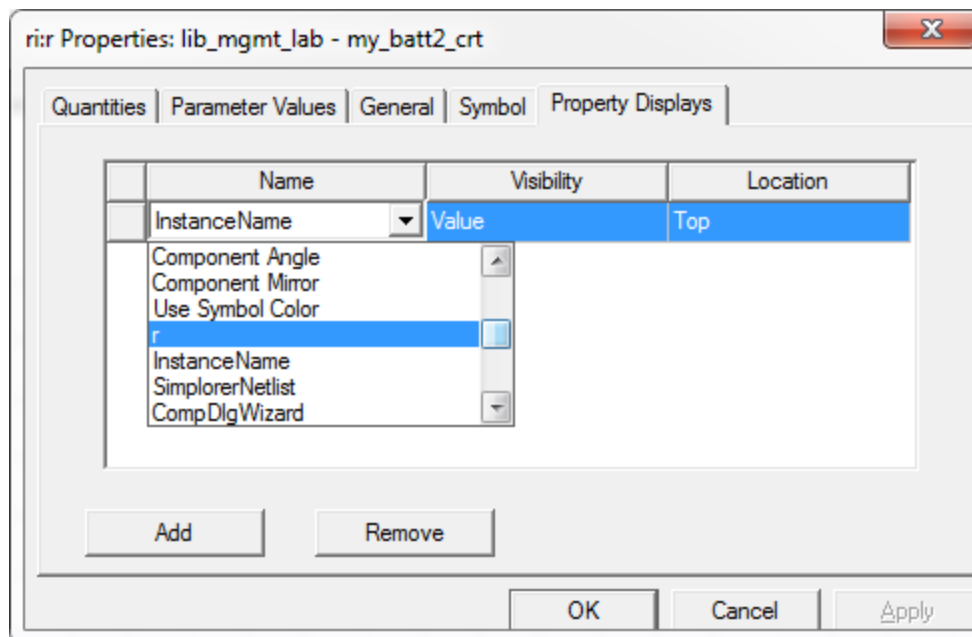 ri:r Properties: lib_mgmt_lab - my_batt2_crt
Quantities Parameter Values General Symbol Property Displays
Name Visibility Location
InstanceName Value Top
Component Angle
Component Mirror
Use Symbol Color
r
InstanceName
SimplorerNetlist
CompDlgWizard
Add Remove
OK Cancel Apply